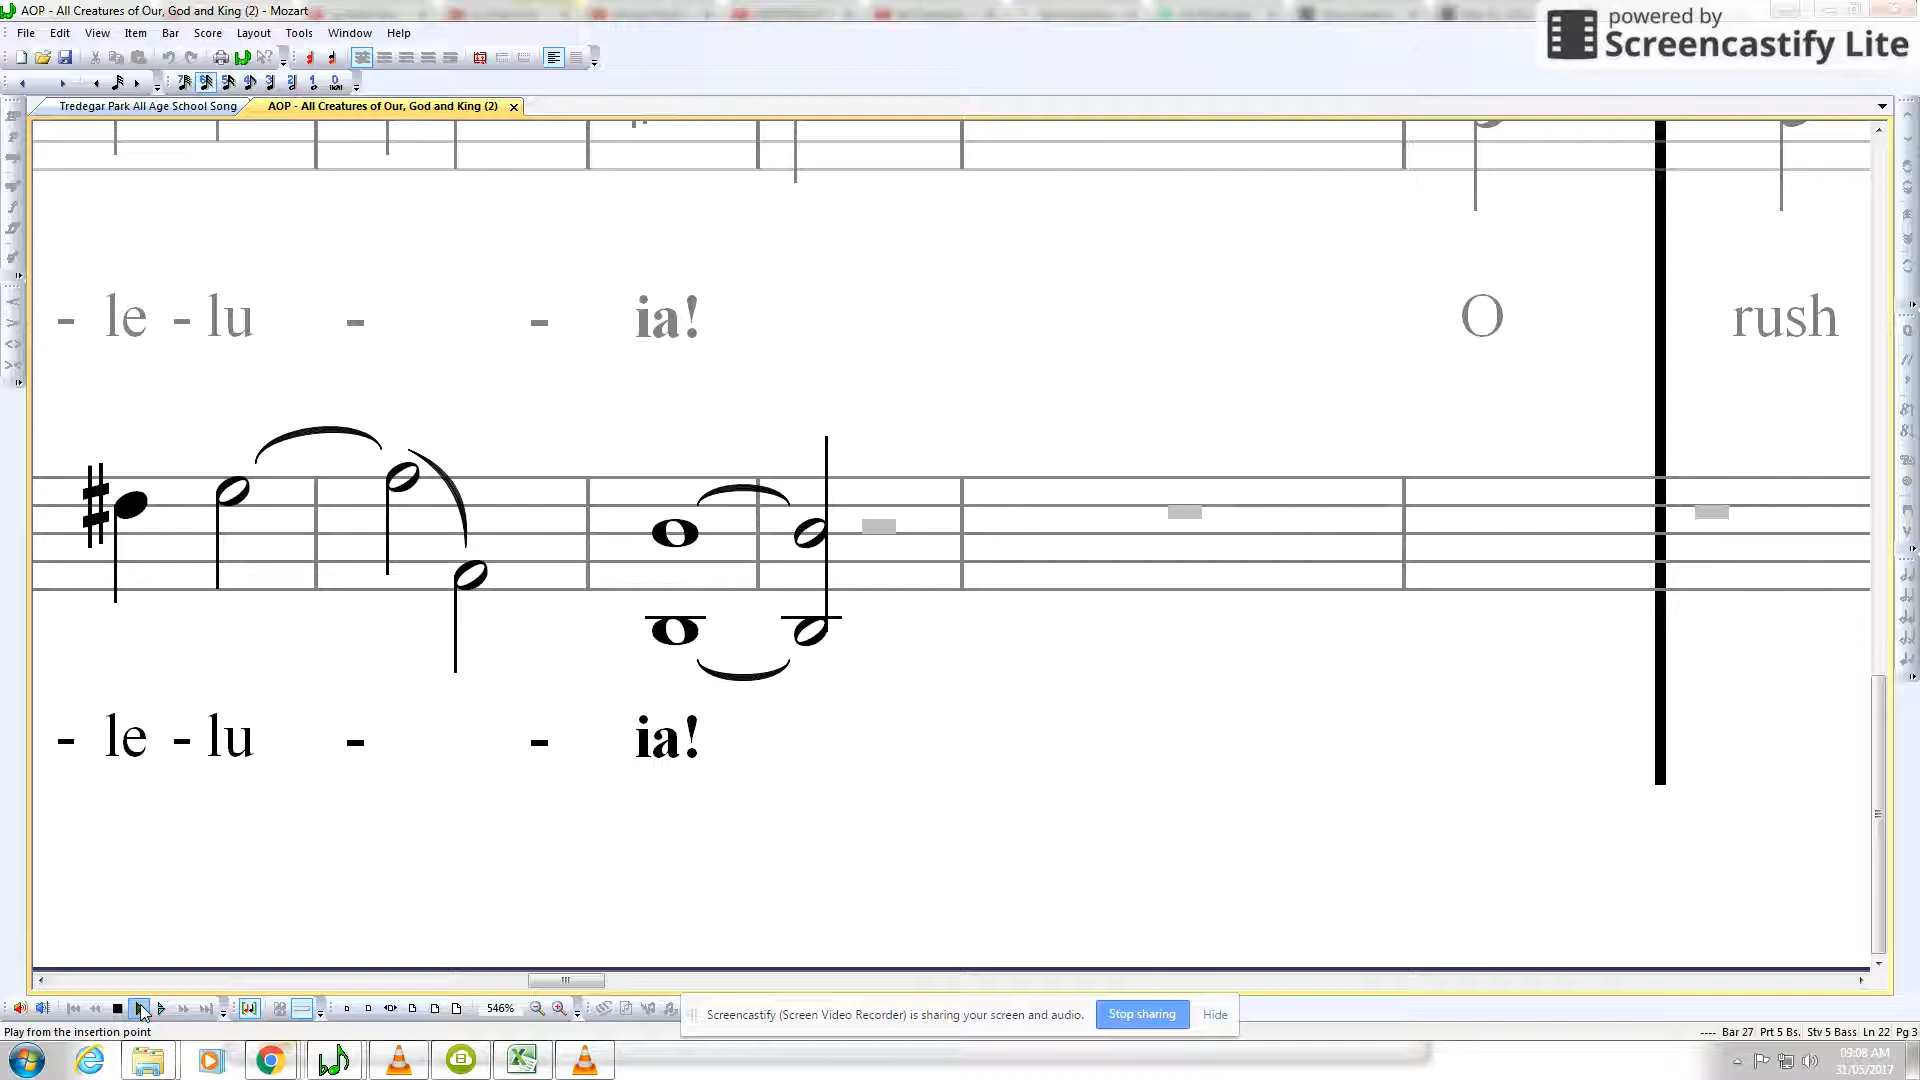 AOP - All Creatures of Our, God and King (2) - Mozart
powered by
Screencastify Lite
File Edit View Item Bar Score Layout Tools Window Help
Tredegar Park All Age School Song AOP - All Creatures of Our, God and King (2)
- le - lu - - ia! O rush
- le - lu - - ia!
546%
Screencastify (Screen Video Recorder) is sharing your screen and audio. Stop sharing Hide
Play from the insertion point
---- Bar 27 Prt 5 Bs. Stv 5 Bass Ln 22 Pg 3
09:08 AM
31/05/2017